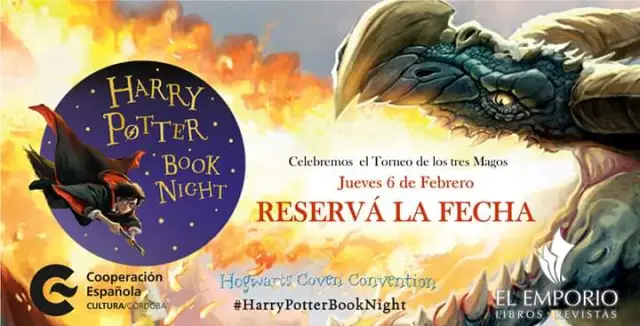 HARRY
POTTER
BOOK
NIGHT
Celebremos el Torneo de los tres Magos
Jueves 6 de Febrero
RESERVÁ LA FECHA
Cooperación
Española
CULTURA/CÓRDOBA
Hogwarts Coven Convention
#HarryPotterBookNight
EL EMPORIO
LIBROS • REVISTAS